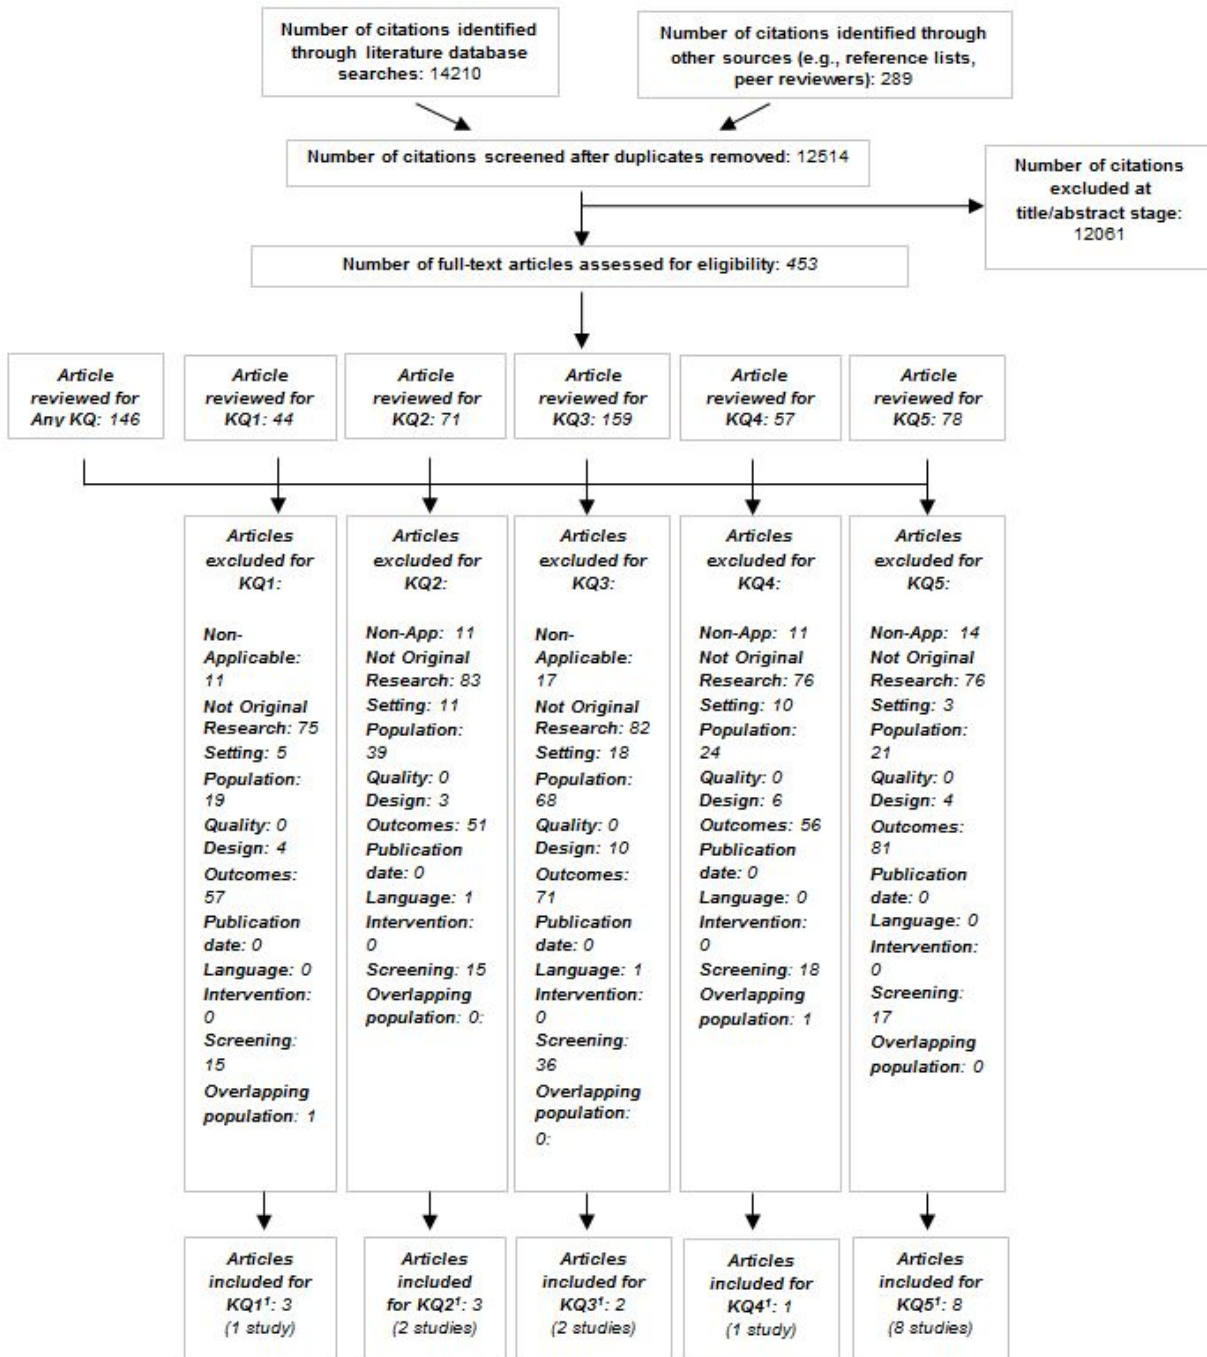 Number of citations identified
through literature database
searches: 14210
Number of citations identified through
other sources (e.g., reference lists,
peer reviewers): 289
Number of citations screened after duplicates removed: 12514
Number of citations
excluded at
title/abstract stage:
12061
Number of full-text articles assessed for eligibility: 453
Article
reviewed for
Any KQ: 146
Article
reviewed for
KQ1: 44
Article
reviewed for
KQ2: 71
Article
reviewed for
KQ3: 159
Article
reviewed for
KQ4: 57
Article
reviewed for
KQ5: 78
Articles
excluded for
KQ1:
Non-
Applicable:
11
Not Original
Research: 75
Setting: 5
Population:
19
Quality: 0
Design: 4
Outcomes:
57
Publication
date: 0
Language: 0
Intervention:
0
Screening:
15
Overlapping
population: 1
Articles
excluded for
KQ2:
Non-App: 11
Not Original
Research: 83
Setting: 11
Population:
39
Quality: 0
Design: 3
Outcomes: 51
Publication
date: 0
Language: 1
Intervention:
0
Screening: 15
Overlapping
population: 0:
Articles
excluded for
KQ3:
Non-
Applicable:
17
Not Original
Research: 82
Setting: 18
Population:
68
Quality: 0
Design: 10
Outcomes:
71
Publication
date: 0
Language: 1
Intervention:
0
Screening:
36
Overlapping
population:
0:
Articles
excluded for
KQ4:
Non-App: 11
Not Original
Research: 76
Setting: 10
Population:
24
Quality: 0
Design: 6
Outcomes: 56
Publication
date: 0
Language: 0
Intervention:
0
Screening: 18
Overlapping
population: 1
Articles
excluded for
KQ5:
Non-App: 14
Not Original
Research: 76
Setting: 3
Population:
21
Quality: 0
Design: 4
Outcomes:
81
Publication
date: 0
Language: 0
Intervention:
0
Screening:
17
Overlapping
population: 0
Articles
included for
KQ1¹: 3
(1 study)
Articles
included
for KQ2¹: 3
(2 studies)
Articles
included for
KQ3¹: 2
(2 studies)
Articles
included for
KQ4¹: 1
(1 study)
Articles
included for
KQ5¹: 8
(8 studies)